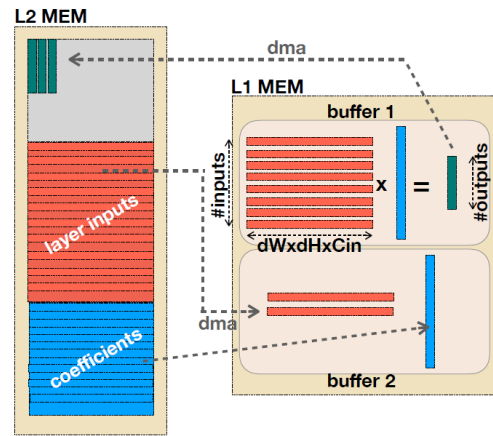 L2 MEM
dma
L1 MEM
buffer 1
#inputs
x
=
#outputs
dWxdHxCin
layer inputs
dma
coefficients
buffer 2